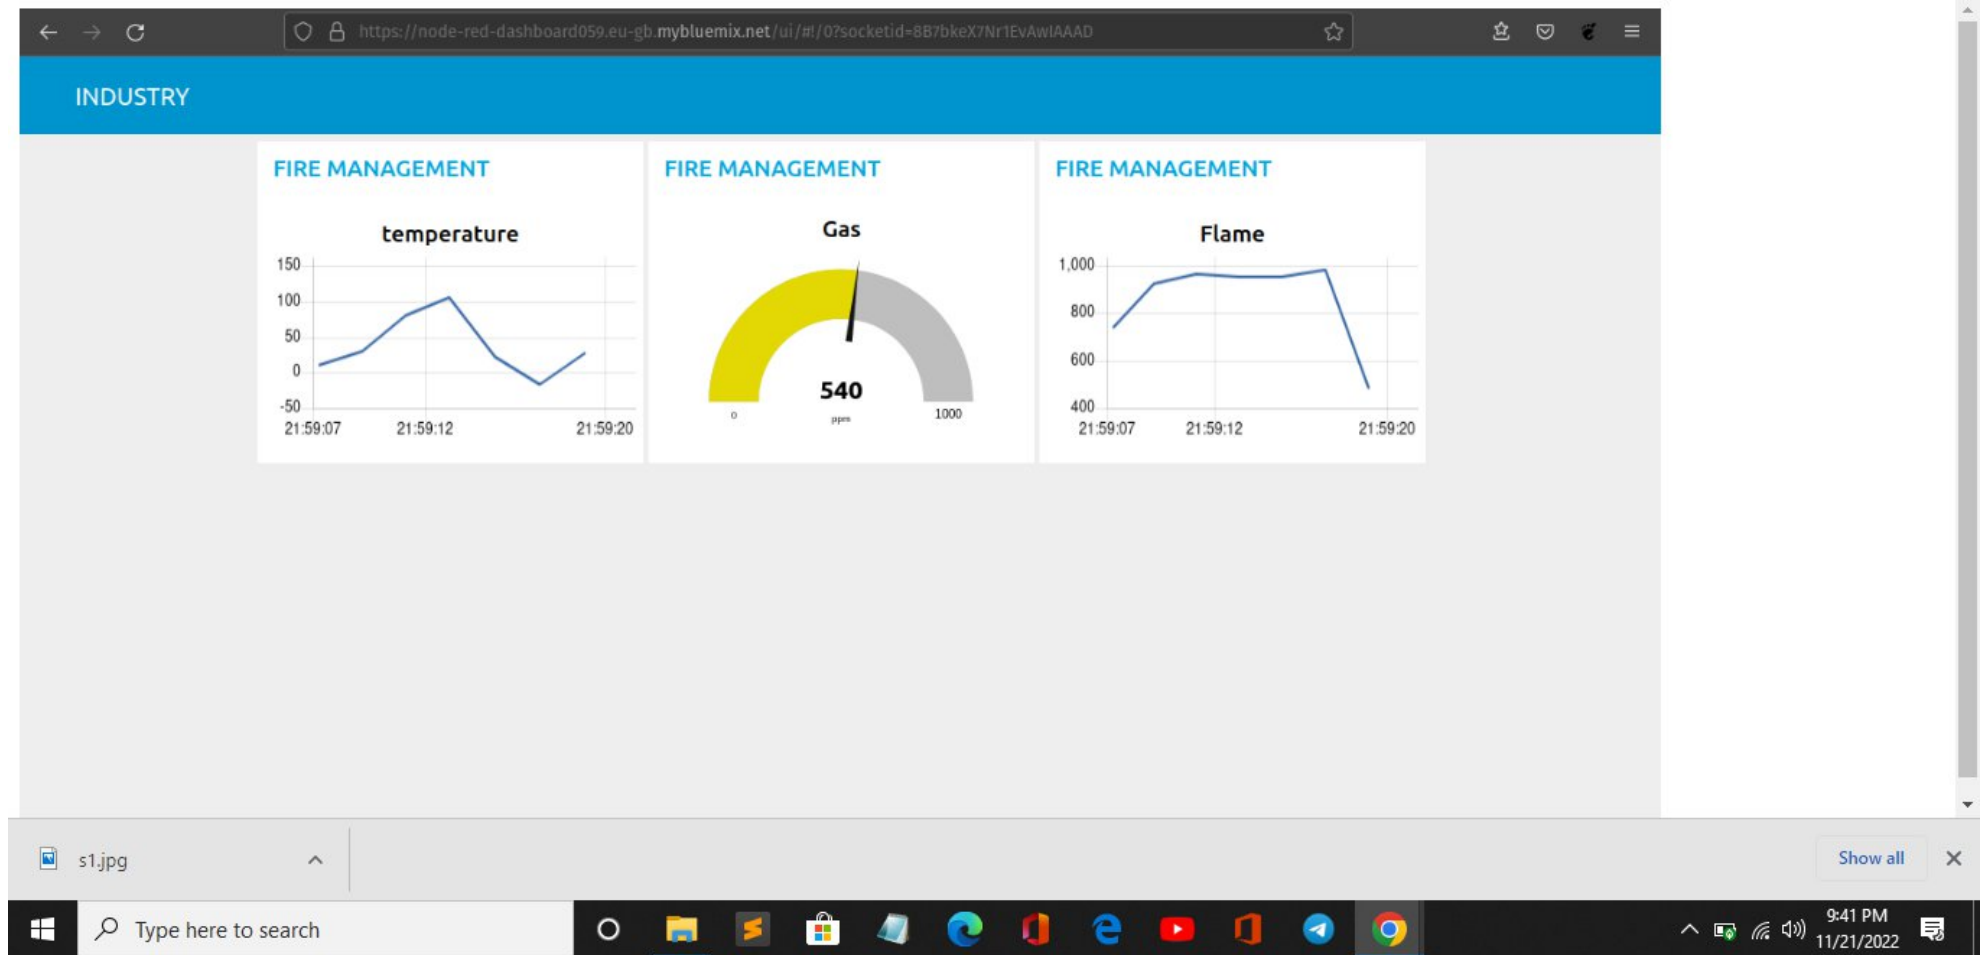 https://node-red-dashboard059.eu-gb.mybluemix.net/ui/#!/0?socketid=8B7bkeX7Nr1EvAwIAAAD
INDUSTRY
FIRE MANAGEMENT
temperature
150
100
50
0
-50
21:59:07 21:59:12 21:59:20
FIRE MANAGEMENT
Gas
540
0 ppm 1000
FIRE MANAGEMENT
Flame
1,000
800
600
400
21:59:07 21:59:12 21:59:20
s1.jpg
Show all
Type here to search
9:41 PM
11/21/2022